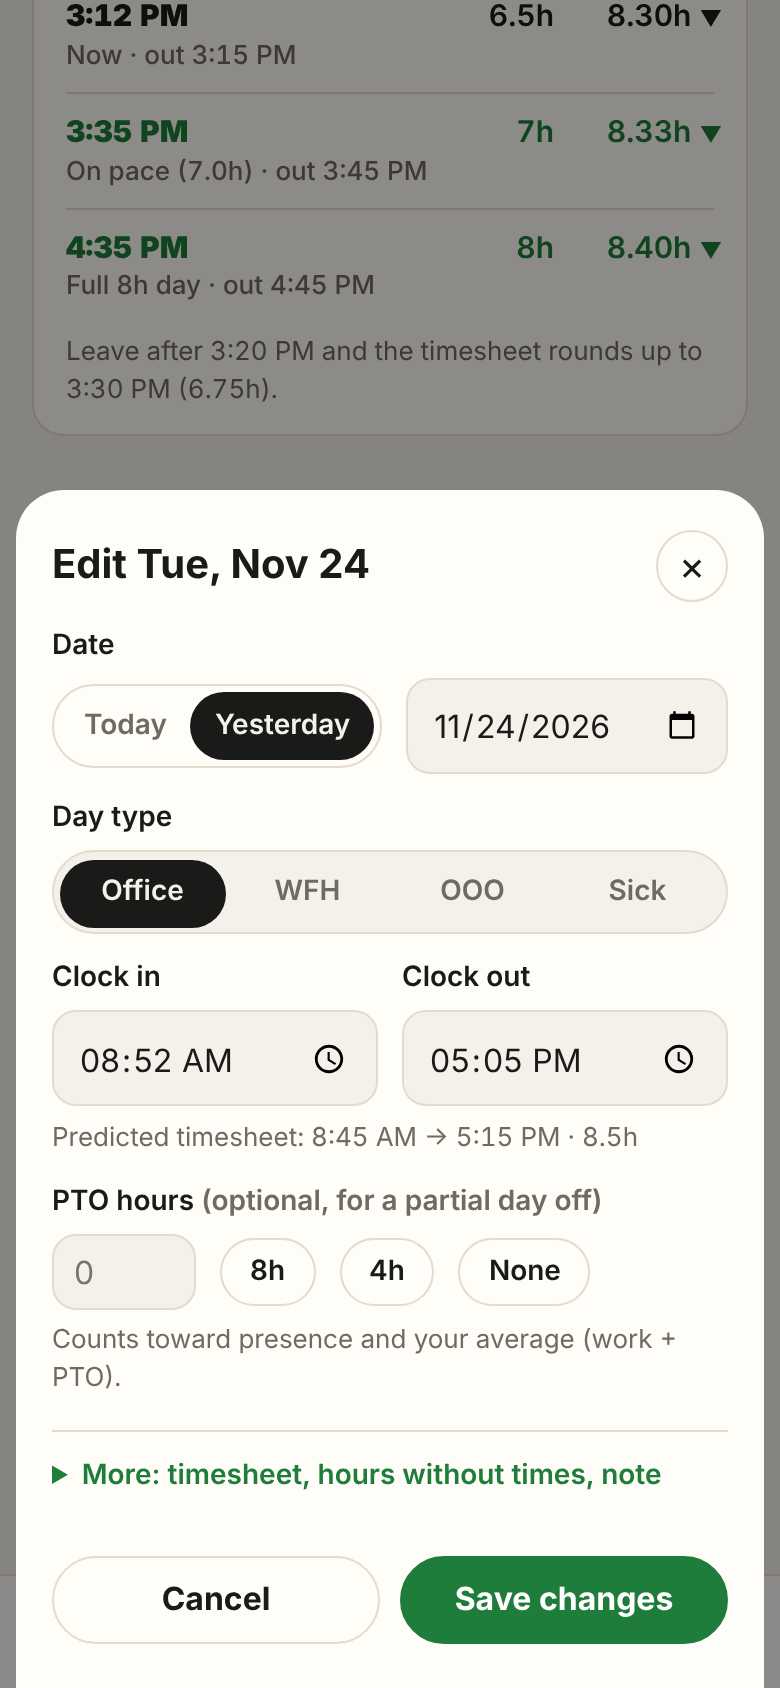 3:12 PM 6.5h 8.30h ▼
Now · out 3:15 PM
3:35 PM 7h 8.33h ▼
On pace (7.0h) · out 3:45 PM
4:35 PM 8h 8.40h ▼
Full 8h day · out 4:45 PM
Leave after 3:20 PM and the timesheet rounds up to
3:30 PM (6.75h).
Edit Tue, Nov 24
×
Date
Today Yesterday 11/24/2026
Day type
Office WFH OOO Sick
Clock in Clock out
08:52 AM 05:05 PM
Predicted timesheet: 8:45 AM → 5:15 PM · 8.5h
PTO hours (optional, for a partial day off)
0 8h 4h None
Counts toward presence and your average (work +
PTO).
▶ More: timesheet, hours without times, note
Cancel Save changes